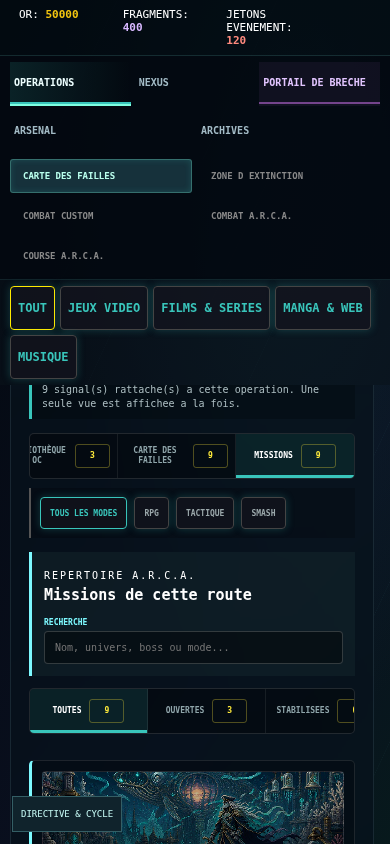 OR: 50000
FRAGMENTS: 400
JETONS EVENEMENT: 120
OPERATIONS
NEXUS
PORTAIL DE BRECHE
ARSENAL
ARCHIVES
CARTE DES FAILLES
ZONE D EXTINCTION
COMBAT CUSTOM
COMBAT A.R.C.A.
COURSE A.R.C.A.
TOUT
JEUX VIDEO
FILMS & SERIES
MANGA & WEB
MUSIQUE
9 signal(s) rattache(s) a cette operation. Une
seule vue est affichee a la fois.
IOTHÈQUE OC 3
CARTE DES FAILLES 9
MISSIONS 9
TOUS LES MODES
RPG
TACTIQUE
SMASH
REPERTOIRE A.R.C.A.
Missions de cette route
RECHERCHE
Nom, univers, boss ou mode...
TOUTES 9
OUVERTES 3
STABILISEES
DIRECTIVE & CYCLE